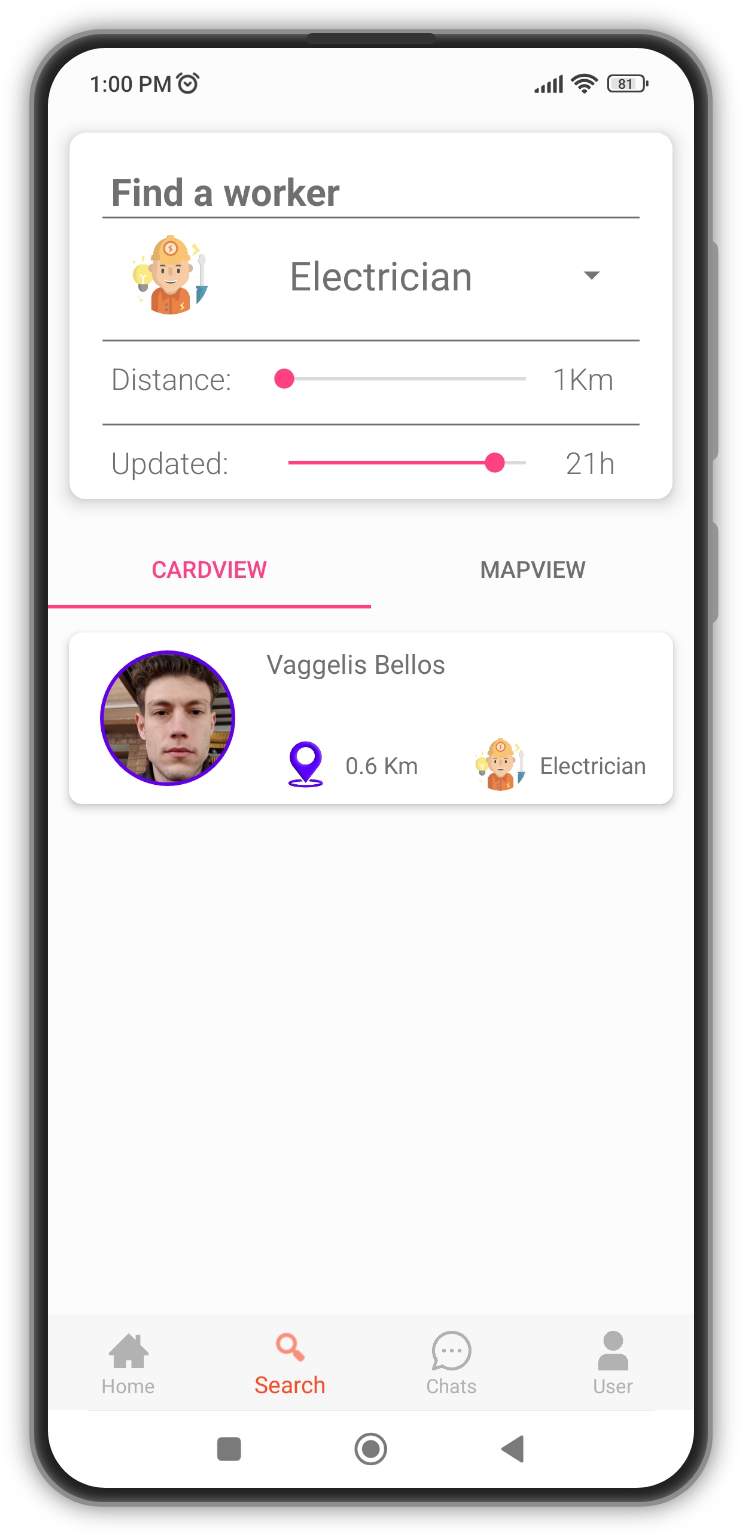 1:00 PM 81
Find a worker
Electrician
Distance: 1Km
Updated: 21h
CARDVIEW MAPVIEW
Vaggelis Bellos
0.6 Km Electrician
Home Search Chats User